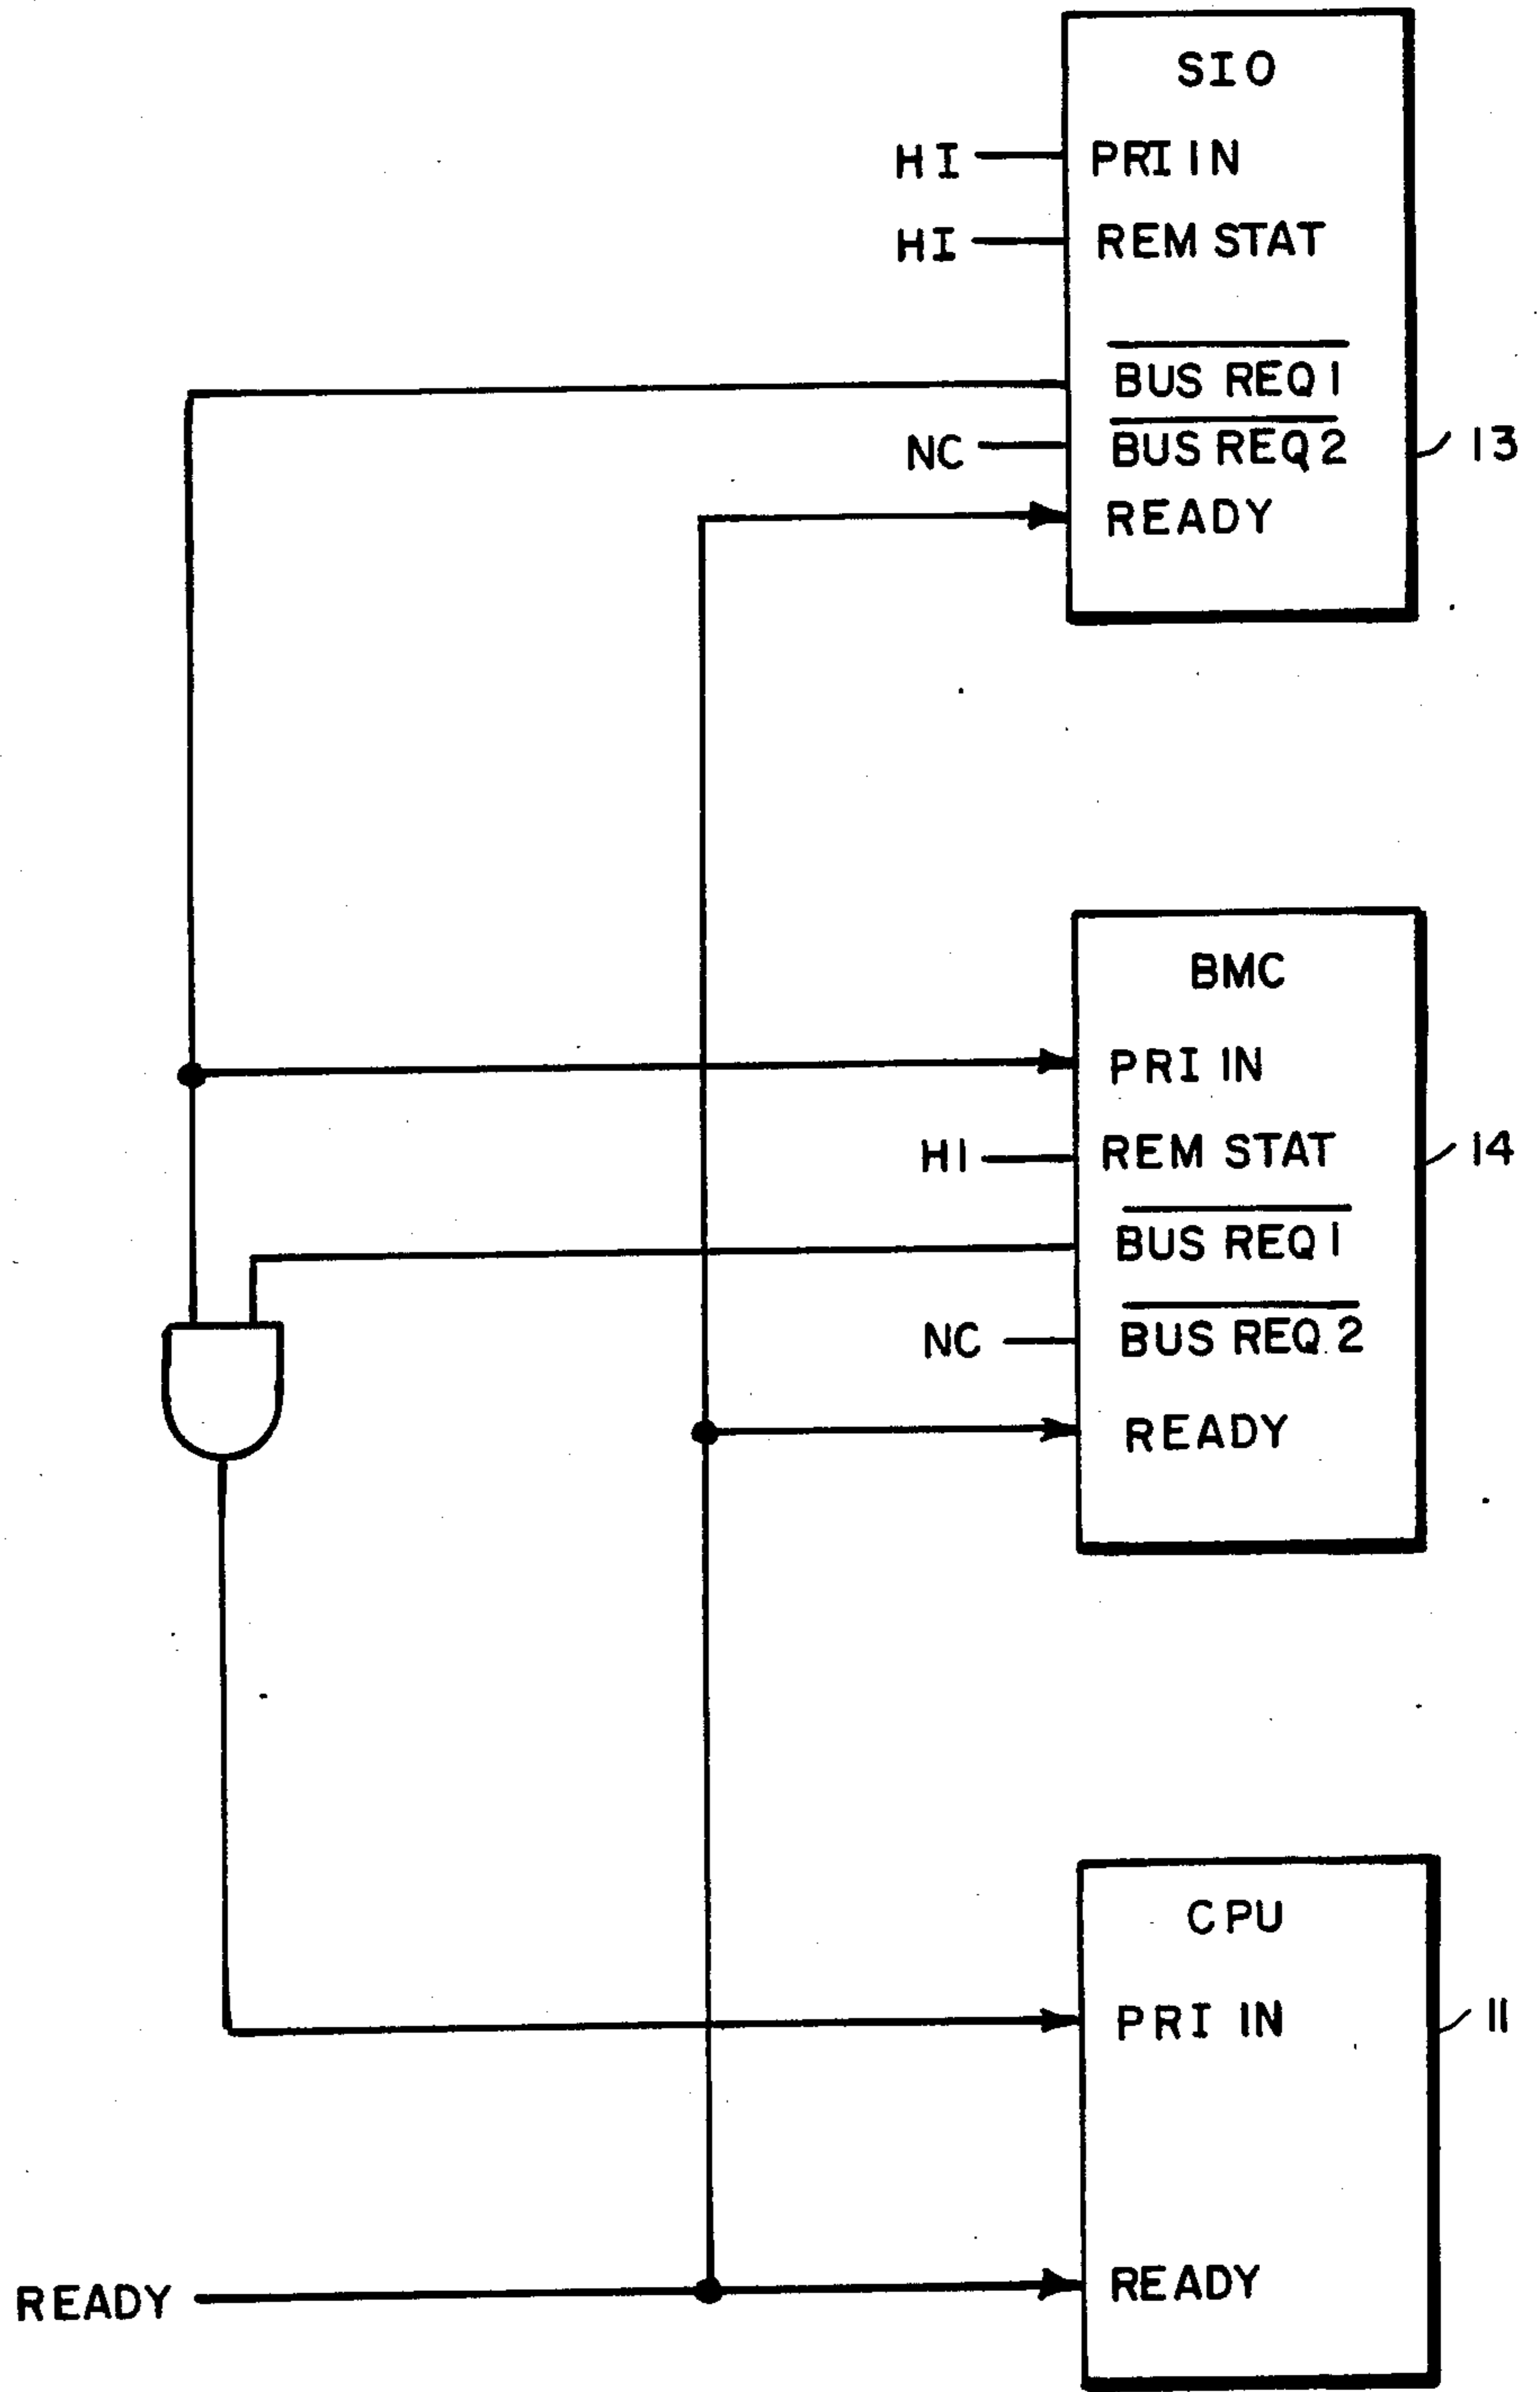 SIO
HI PRI IN
HI REM STAT
BUS REQ 1
NC BUS REQ 2
13
READY
BMC
PRI IN
HI REM STAT
14
BUS REQ 1
NC BUS REQ 2
READY
CPU
PRI IN
11
READY READY